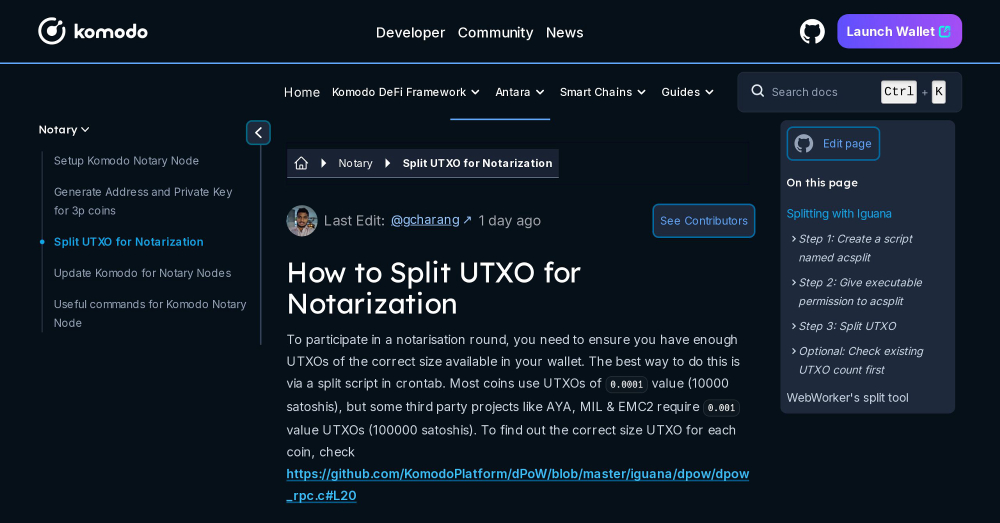 komodo
Developer Community News
Launch Wallet
Home Komodo DeFi Framework Antara Smart Chains Guides
Search docs Ctrl + K
Notary
Setup Komodo Notary Node
Generate Address and Private Key
for 3p coins
Split UTXO for Notarization
Update Komodo for Notary Nodes
Useful commands for Komodo Notary
Node
Notary Split UTXO for Notarization
Last Edit: @gcharang ↗ 1 day ago
See Contributors
How to Split UTXO for
Notarization
To participate in a notarisation round, you need to ensure you have enough
UTXOs of the correct size available in your wallet. The best way to do this is
via a split script in crontab. Most coins use UTXOs of 0.0001 value (10000
satoshis), but some third party projects like AYA, MIL & EMC2 require 0.001
value UTXOs (100000 satoshis). To find out the correct size UTXO for each
coin, check
https://github.com/KomodoPlatform/dPoW/blob/master/iguana/dpow/dpow
_rpc.c#L20
Edit page
On this page
Splitting with Iguana
Step 1: Create a script
named acsplit
Step 2: Give executable
permission to acsplit
Step 3: Split UTXO
Optional: Check existing
UTXO count first
WebWorker's split tool